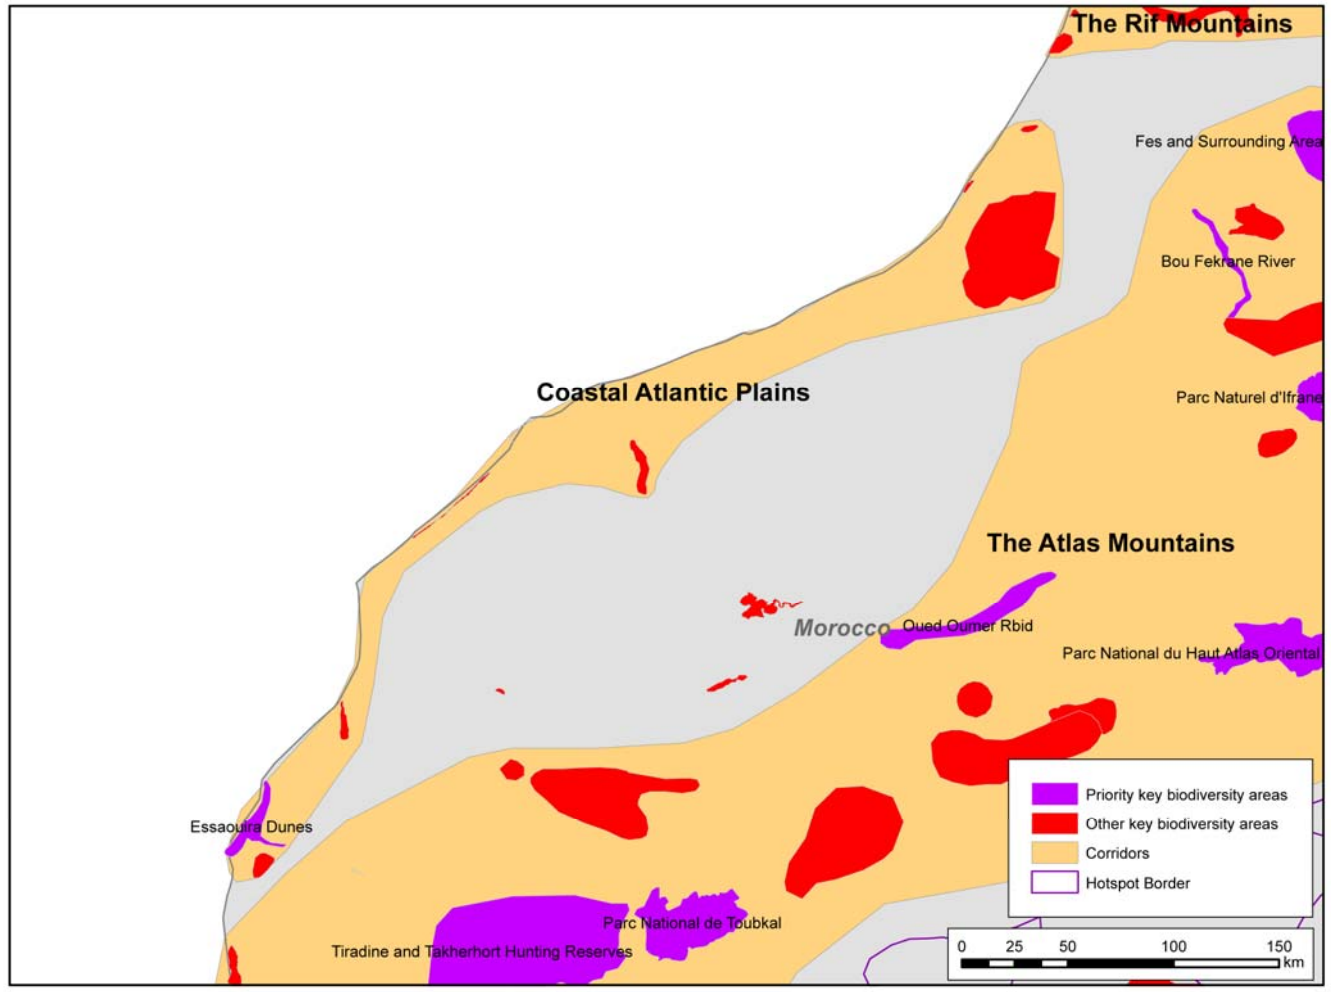 The Rif Mountains
Fes and Surrounding Area
Bou Fekrane River
Coastal Atlantic Plains
Parc Naturel d'Ifrane
The Atlas Mountains
Morocco
Oued Oumer Rbid
Parc National du Haut Atlas Oriental
Essaouira Dunes
Parc National de Toubkal
Tiradine and Takherhort Hunting Reserves
Priority key biodiversity areas
Other key biodiversity areas
Corridors
Hotspot Border
0 25 50 100 150
km